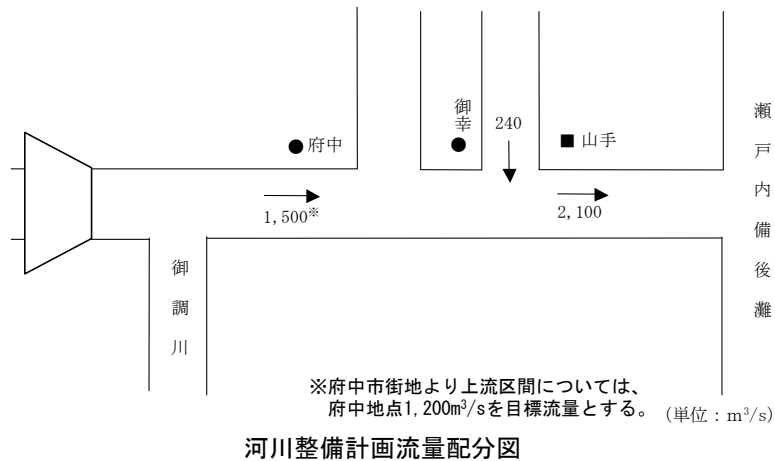 御幸
240
府中
山手
瀬戸内備後灘
1,500※
2,100
御調川
※府中市街地より上流区間については、
府中地点1,200m³/sを目標流量とする。
(単位：m³/s)
河川整備計画流量配分図